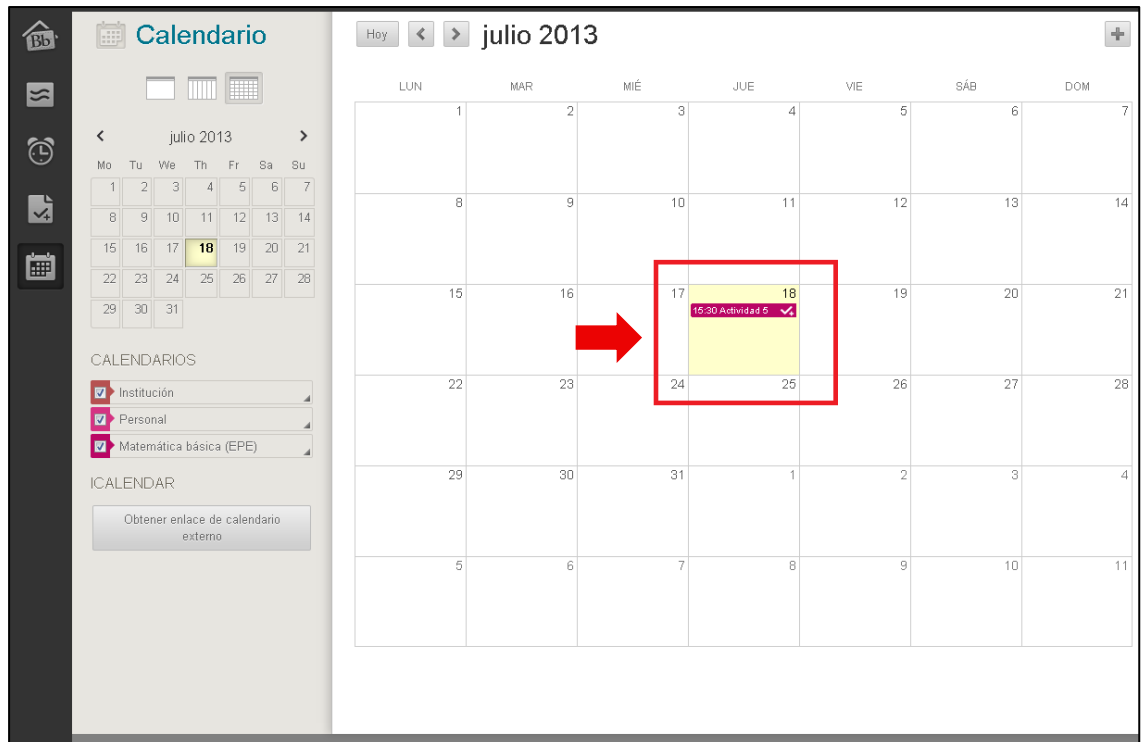 Bb
Calendario
julio 2013
Mo Tu We Th Fr Sa Su
1 2 3 4 5 6 7
8 9 10 11 12 13 14
15 16 17 18 19 20 21
22 23 24 25 26 27 28
29 30 31
CALENDARIOS
Institución
Personal
Matemática básica (EPE)
ICALENDAR
Obtener enlace de calendario
externo
Hoy julio 2013
LUN MAR MIÉ JUE VIE SÁB DOM
1 2 3 4 5 6 7
8 9 10 11 12 13 14
15 16 17 18 19 20 21
15:30 Actividad 5
22 23 24 25 26 27 28
29 30 31 1 2 3 4
5 6 7 8 9 10 11